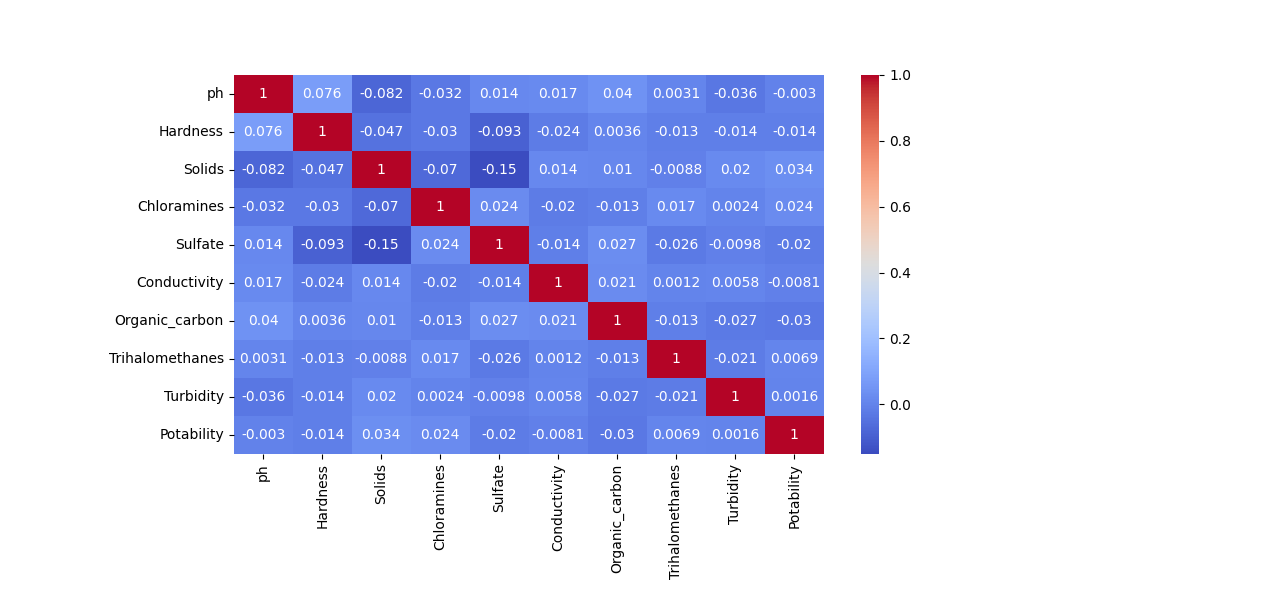 ph 1 0.076 -0.082 -0.032 0.014 0.017 0.04 0.0031 -0.036 -0.003
Hardness 0.076 1 -0.047 -0.03 -0.093 -0.024 0.0036 -0.013 -0.014 -0.014
Solids -0.082 -0.047 1 -0.07 -0.15 0.014 0.01 -0.0088 0.02 0.034
Chloramines -0.032 -0.03 -0.07 1 0.024 -0.02 -0.013 0.017 0.0024 0.024
Sulfate 0.014 -0.093 -0.15 0.024 1 -0.014 0.027 -0.026 -0.0098 -0.02
Conductivity 0.017 -0.024 0.014 -0.02 -0.014 1 0.021 0.0012 0.0058 -0.0081
Organic_carbon 0.04 0.0036 0.01 -0.013 0.027 0.021 1 -0.013 -0.027 -0.03
Trihalomethanes 0.0031 -0.013 -0.0088 0.017 -0.026 0.0012 -0.013 1 -0.021 0.0069
Turbidity -0.036 -0.014 0.02 0.0024 -0.0098 0.0058 -0.027 -0.021 1 0.0016
Potability -0.003 -0.014 0.034 0.024 -0.02 -0.0081 -0.03 0.0069 0.0016 1
ph
Hardness
Solids
Chloramines
Sulfate
Conductivity
Organic_carbon
Trihalomethanes
Turbidity
Potability
1.0
0.8
0.6
0.4
0.2
0.0